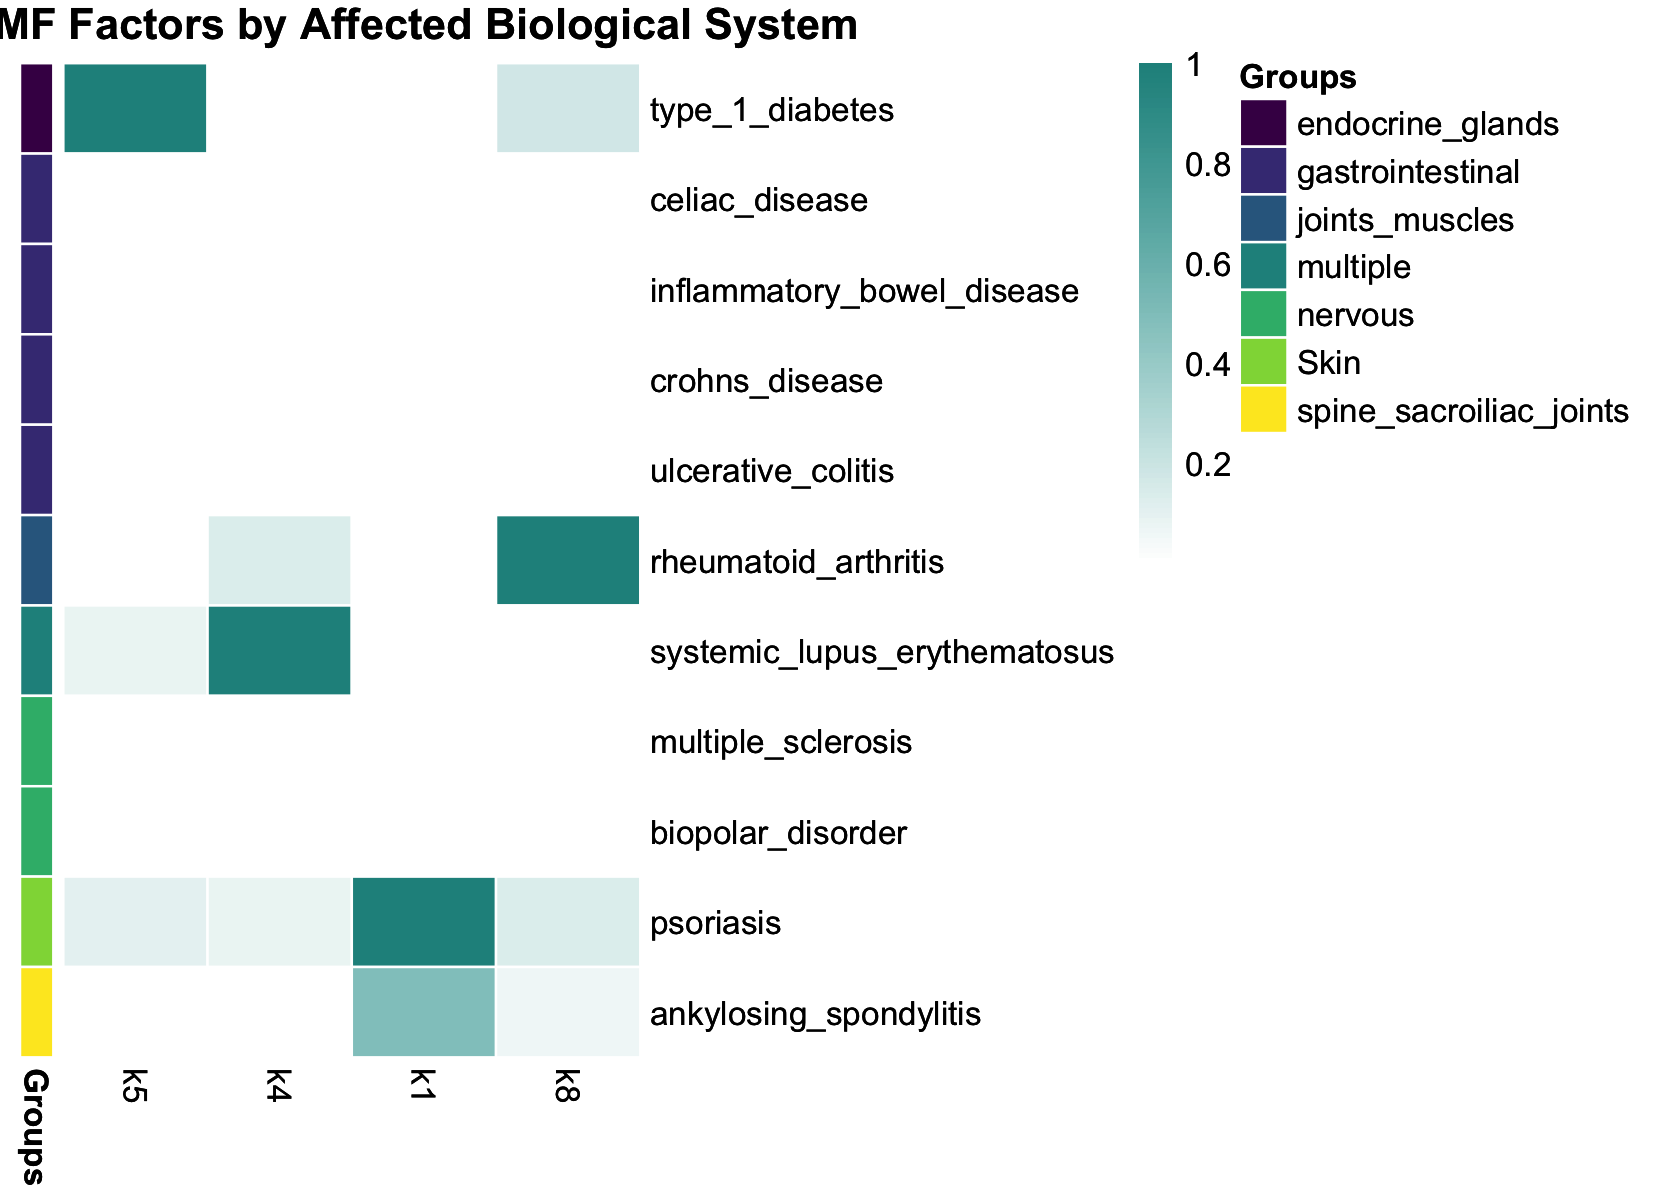 MF Factors by Affected Biological System
type_1_diabetes
celiac_disease
inflammatory_bowel_disease
crohns_disease
ulcerative_colitis
rheumatoid_arthritis
systemic_lupus_erythematosus
multiple_sclerosis
biopolar_disorder
psoriasis
ankylosing_spondylitis
Groups
k5
k4
k1
k8
1
0.8
0.6
0.4
0.2
Groups
endocrine_glands
gastrointestinal
joints_muscles
multiple
nervous
Skin
spine_sacroiliac_joints